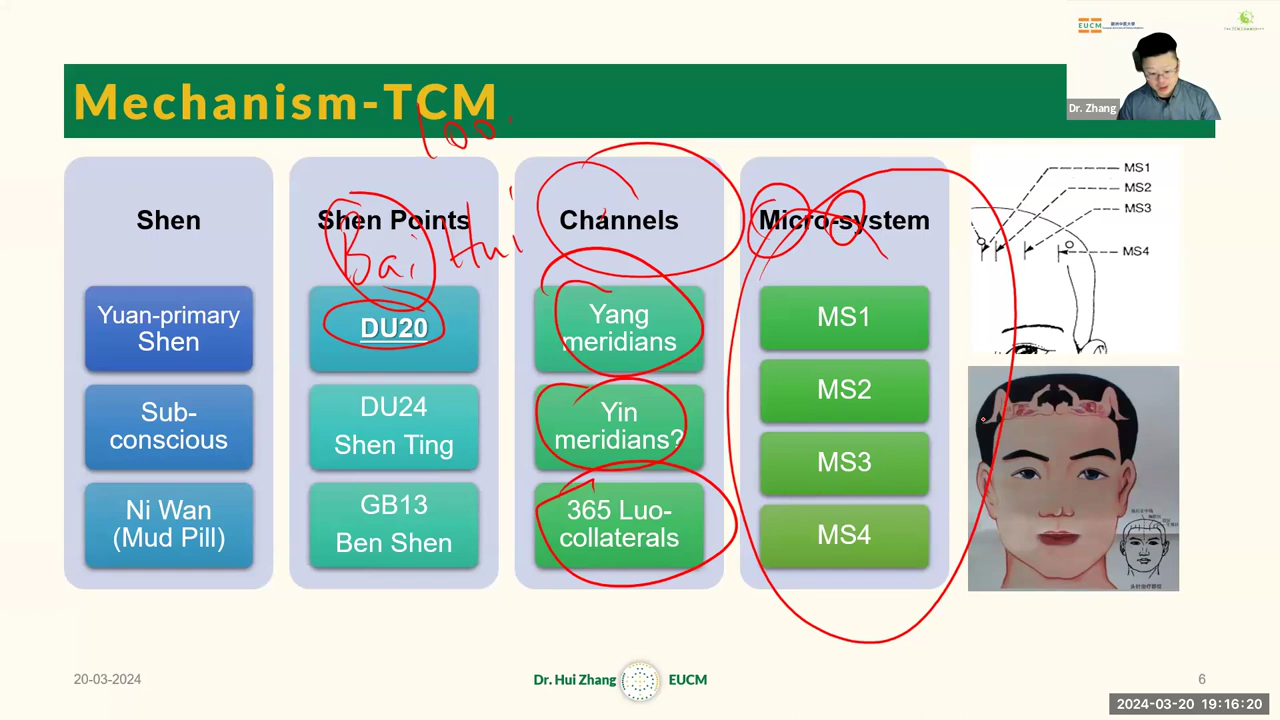 EUCM
Dr. Zhang
Mechanism-TCM
100
Shen
Yuan-primary
Shen
Sub-
conscious
Ni Wan
(Mud Pill)
Shen Points
Bai Hui
DU20
DU24
Shen Ting
GB13
Ben Shen
Channels
Yang
meridians
Yin
meridians?
365 Luo-
collaterals
Micro-system
MS1
MS2
MS3
MS4
MS1
MS2
MS3
MS4
20-03-2024
Dr. Hui Zhang
EUCM
6
2024-03-20 19:16:20